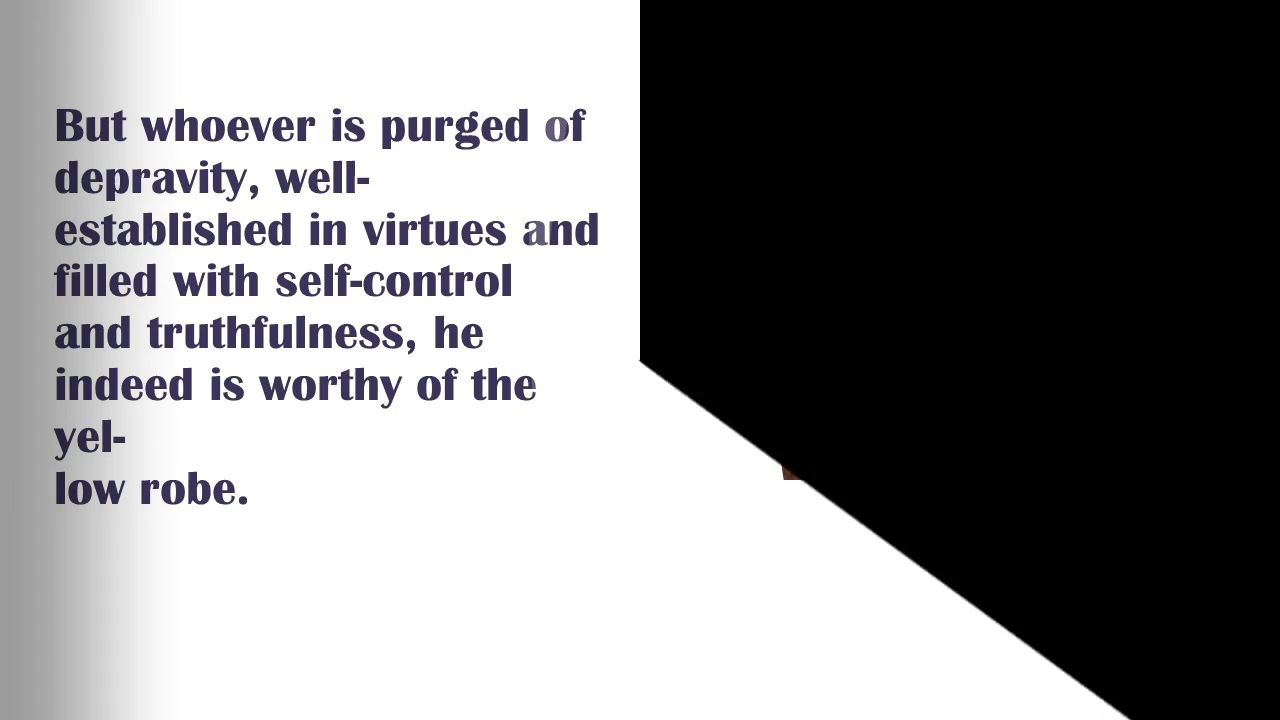 But whoever is purged of
depravity, well-
established in virtues and
filled with self-control
and truthfulness, he
indeed is worthy of the
yel-
low robe.